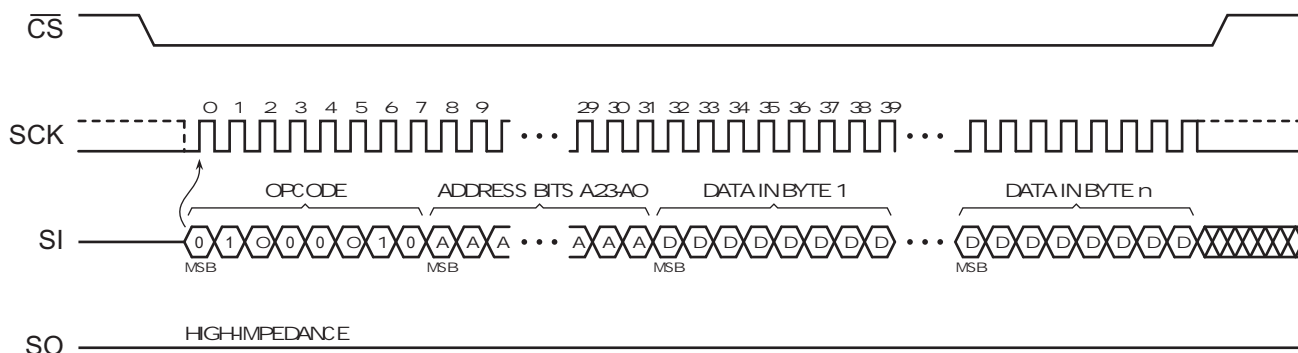 CS
0 1 2 3 4 5 6 7 8 9 29 30 31 32 33 34 35 36 37 38 39
SCK
OPCODE ADDRESS BITS A23-A0 DATA IN BYTE 1 DATA IN BYTE n
SI 0 1 0 0 0 0 1 0 A A A A A A D D D D D D D D D D D D D D D D
MSB MSB MSB MSB
HIGH-IMPEDANCE
SO